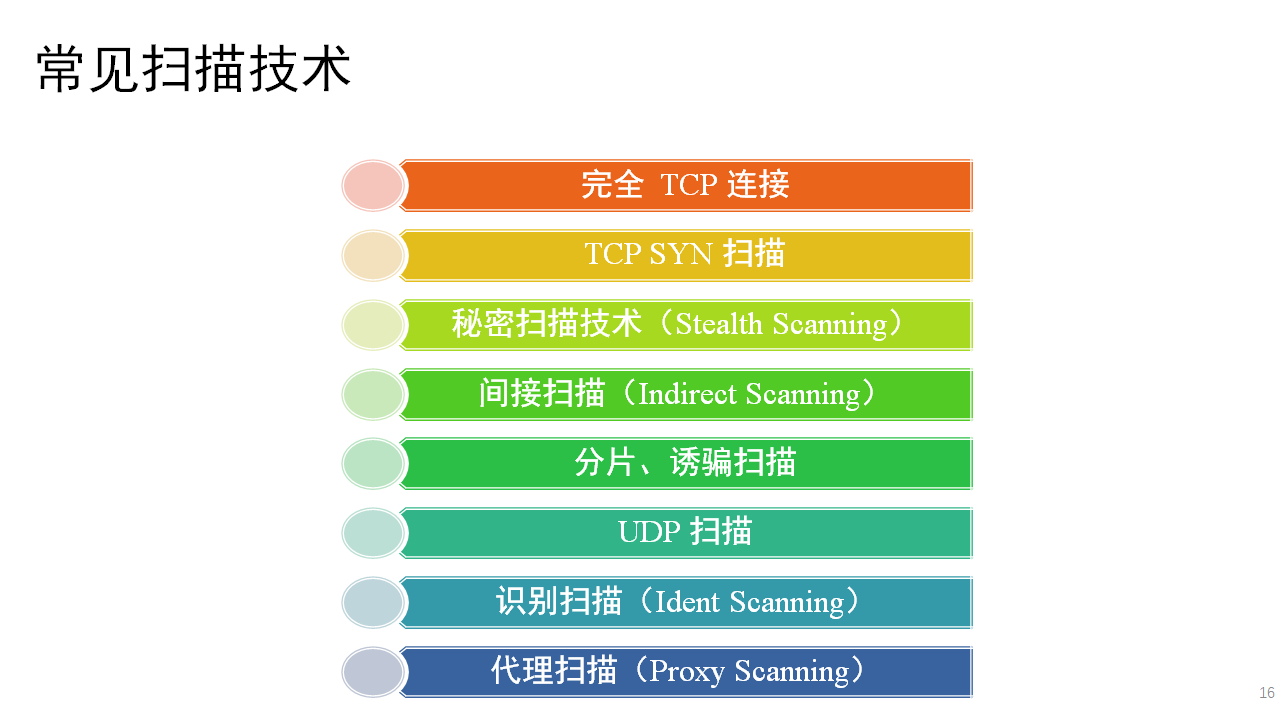 常见扫描技术
完全 TCP 连接
TCP SYN 扫描
秘密扫描技术（Stealth Scanning）
间接扫描（Indirect Scanning）
分片、诱骗扫描
UDP 扫描
识别扫描（Ident Scanning）
代理扫描（Proxy Scanning）
16